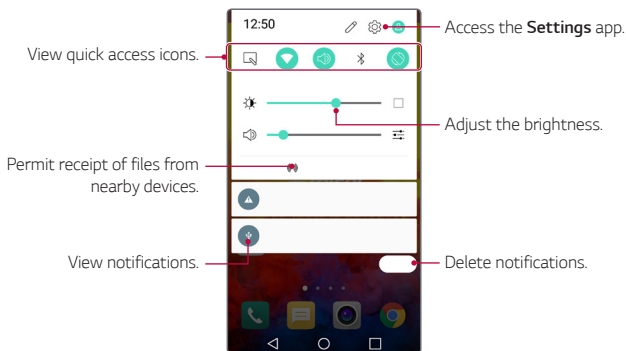 12:50
Access the Settings app.
View quick access icons.
Adjust the brightness.
Permit receipt of files from
nearby devices.
View notifications.
Delete notifications.